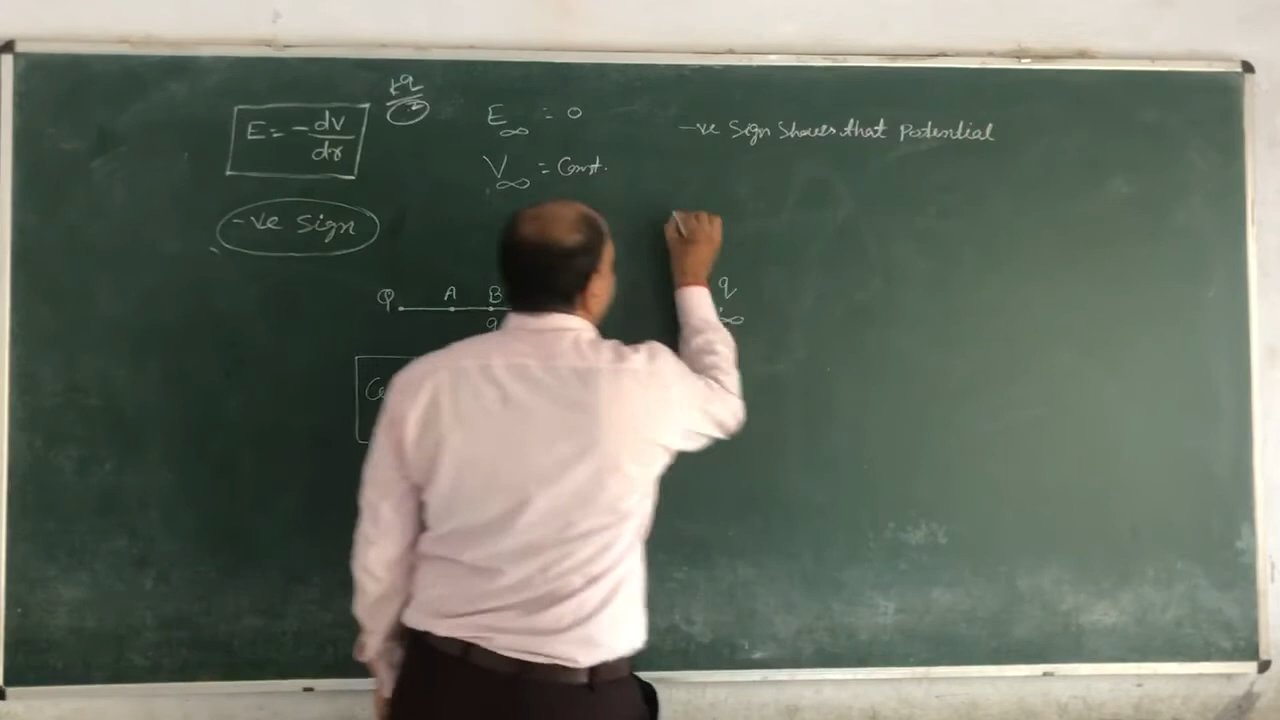 kq
E = - dv
dr
E∞ = 0
V∞ = Const.
-ve Sign Shows that Potential
-ve Sign
Q A B q
q ∞